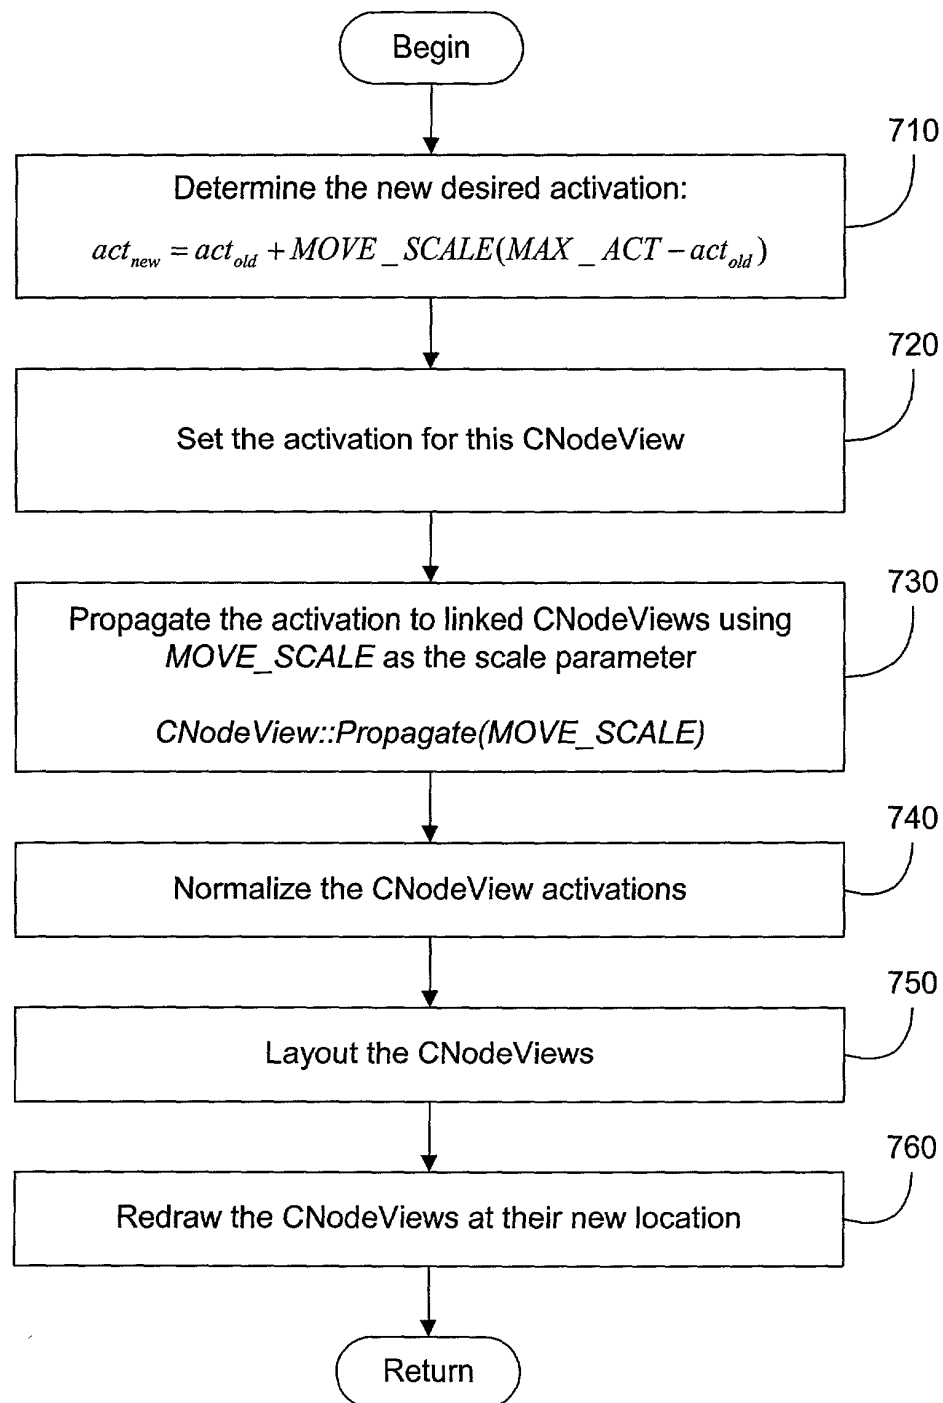 Begin
710
Determine the new desired activation:
act_new = act_old + MOVE_SCALE(MAX_ACT - act_old)
720
Set the activation for this CNodeView
730
Propagate the activation to linked CNodeViews using
MOVE_SCALE as the scale parameter
CNodeView::Propagate(MOVE_SCALE)
740
Normalize the CNodeView activations
750
Layout the CNodeViews
760
Redraw the CNodeViews at their new location
Return